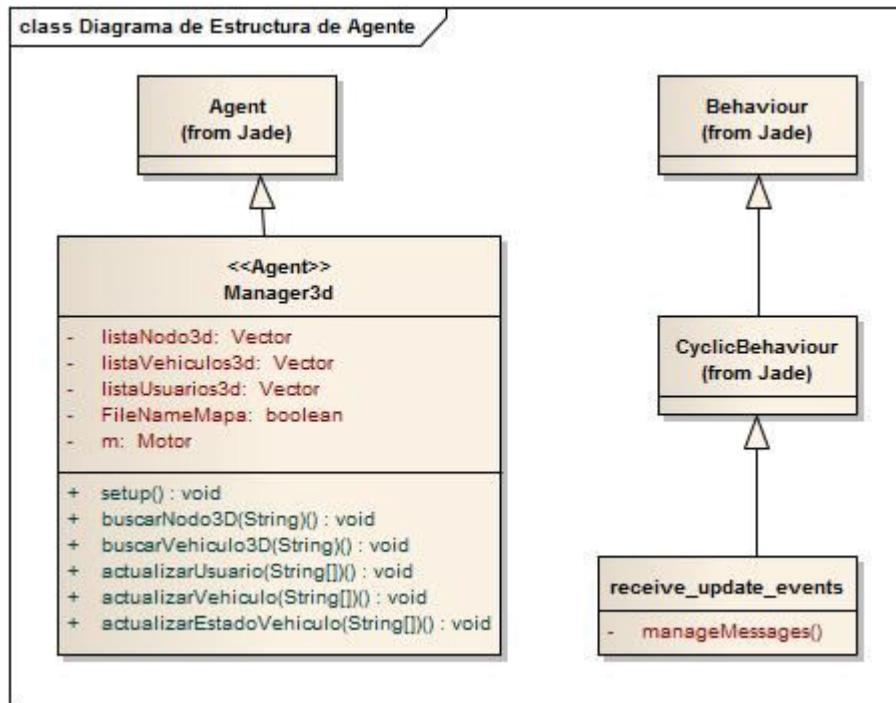 class Diagrama de Estructura de Agente
Agent
(from Jade)
<<Agent>>
Manager3d
- listaNodo3d: Vector
- listaVehiculos3d: Vector
- listaUsuarios3d: Vector
- FileNameMapa: boolean
- m: Motor
+ setup() : void
+ buscarNodo3D(String)() : void
+ buscarVehiculo3D(String)() : void
+ actualizarUsuario(String[])() : void
+ actualizarVehiculo(String[])() : void
+ actualizarEstadoVehiculo(String[])() : void
Behaviour
(from Jade)
CyclicBehaviour
(from Jade)
receive_update_events
- manageMessages()